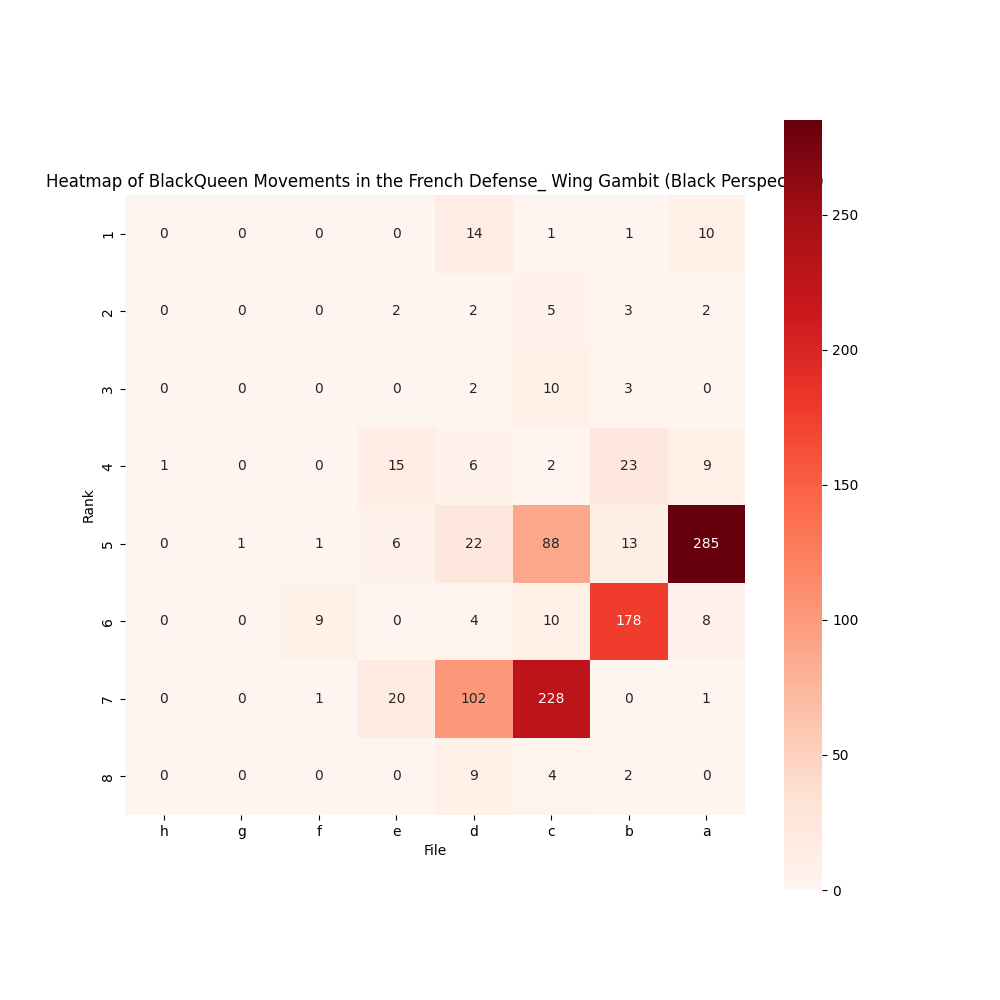 Heatmap of BlackQueen Movements in the French Defense_ Wing Gambit (Black
1 0 0 0 0 14 1 1 10
2 0 0 0 2 2 5 3 2
3 0 0 0 0 2 10 3 0
4 1 0 0 15 6 2 23 9
5 0 1 1 6 22 88 13 285
6 0 0 9 0 4 10 178 8
7 0 0 1 20 102 228 0 1
8 0 0 0 0 9 4 2 0
h g f e d c b a
File
Rank
250
200
150
100
50
0